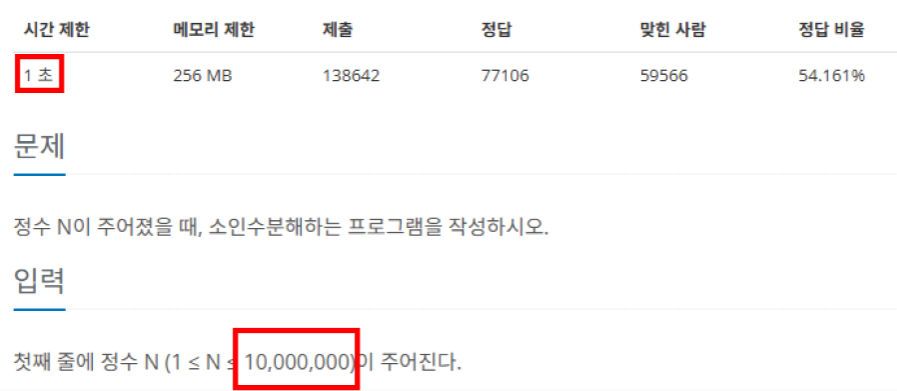 시간 제한 메모리 제한 제출 정답 맞힌 사람 정답 비율
1 초 256 MB 138642 77106 59566 54.161%
문제
정수 N이 주어졌을 때, 소인수분해하는 프로그램을 작성하시오.
입력
첫째 줄에 정수 N (1 ≤ N ≤ 10,000,000)이 주어진다.